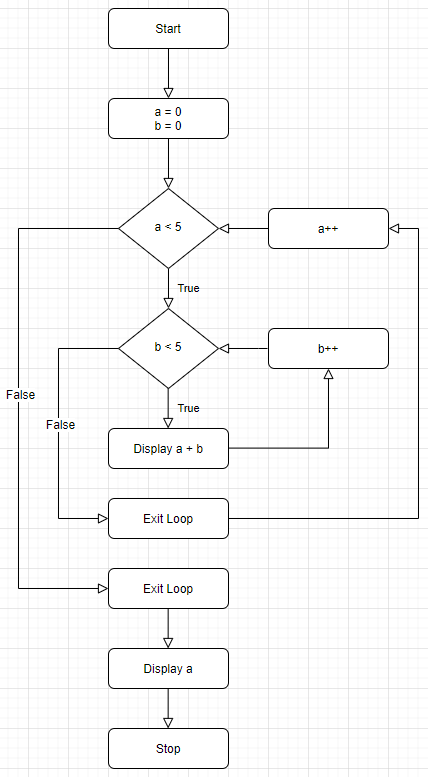 Start
a = 0
b = 0
a < 5
a++
True
b < 5
b++
False
True
False
Display a + b
Exit Loop
Exit Loop
Display a
Stop